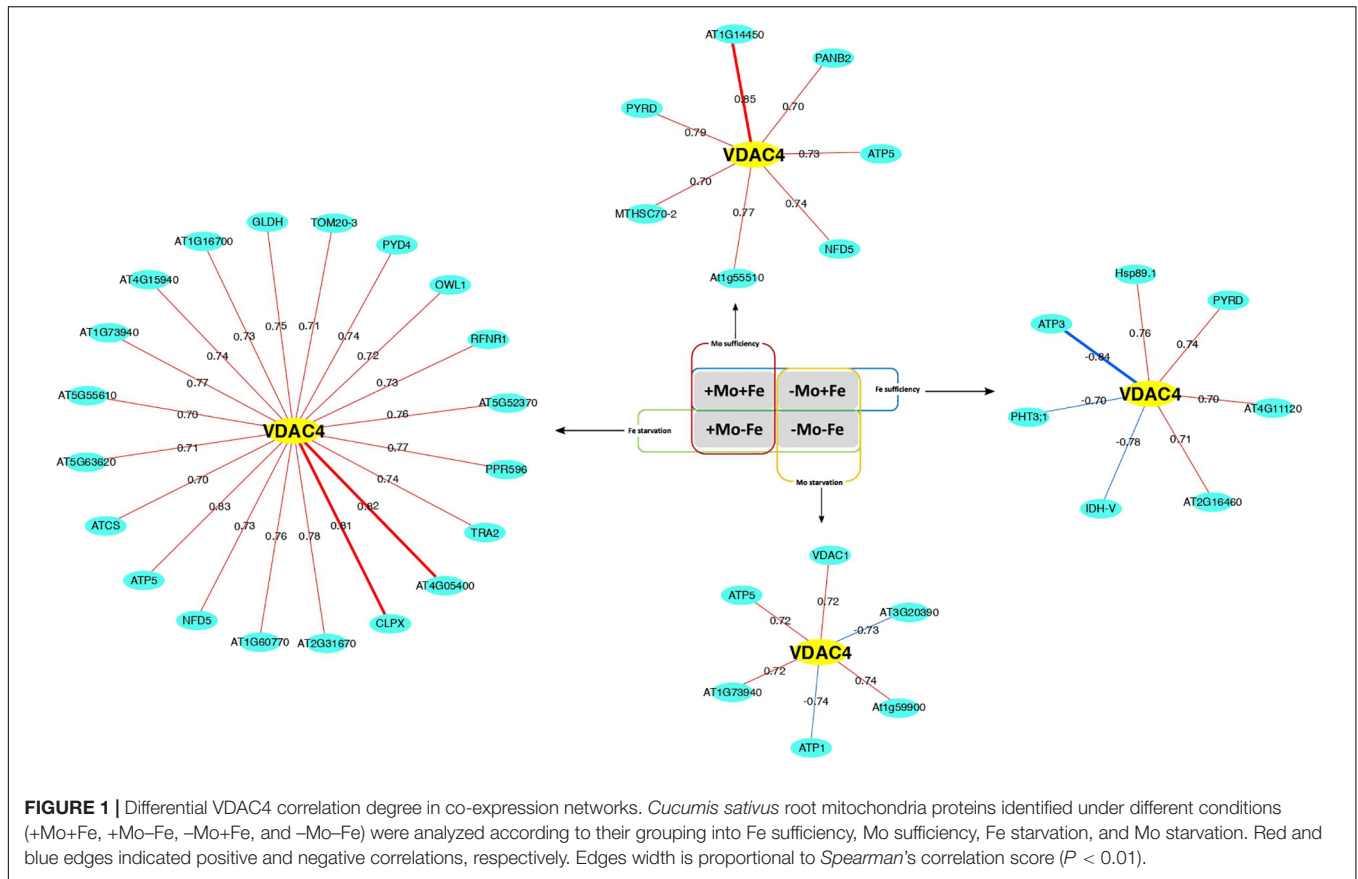 AT1G14450
PANB2
PYRD
0.85
0.70
0.79
VDAC4
0.73
ATP5
0.70
0.74
MTHSC70-2
0.77
NFD5
At1g55510
GLDH
TOM20-3
AT1G16700
PYD4
AT4G15940
OWL1
AT1G73940
RFNR1
0.75
0.71
0.73
0.74
0.74
0.72
0.77
0.73
AT5G55610
0.76
AT5G52370
0.70
VDAC4
0.71
0.77
AT5G63620
PPR596
0.70
0.74
0.83
0.82
0.73
0.81
0.76
0.78
ATCS
TRA2
ATP5
AT4G05400
NFD5
CLPX
AT1G60770
AT2G31670
Mo sufficiency
+Mo+Fe
-Mo+Fe
Fe sufficiency
+Mo-Fe
-Mo-Fe
Fe starvation
Mo starvation
Hsp89.1
PYRD
ATP3
0.76
0.74
-0.84
VDAC4
-0.70
0.70
AT4G11120
PHT3;1
-0.78
0.71
IDH-V
AT2G16460
VDAC1
ATP5
0.72
AT3G20390
0.72
-0.73
VDAC4
0.72
0.74
AT1G73940
-0.74
At1g59900
ATP1
FIGURE 1 | Differential VDAC4 correlation degree in co-expression networks. Cucumis sativus root mitochondria proteins identified under different conditions
(+Mo+Fe, +Mo–Fe, –Mo+Fe, and –Mo–Fe) were analyzed according to their grouping into Fe sufficiency, Mo sufficiency, Fe starvation, and Mo starvation. Red and
blue edges indicated positive and negative correlations, respectively. Edges width is proportional to Spearman's correlation score (P < 0.01).